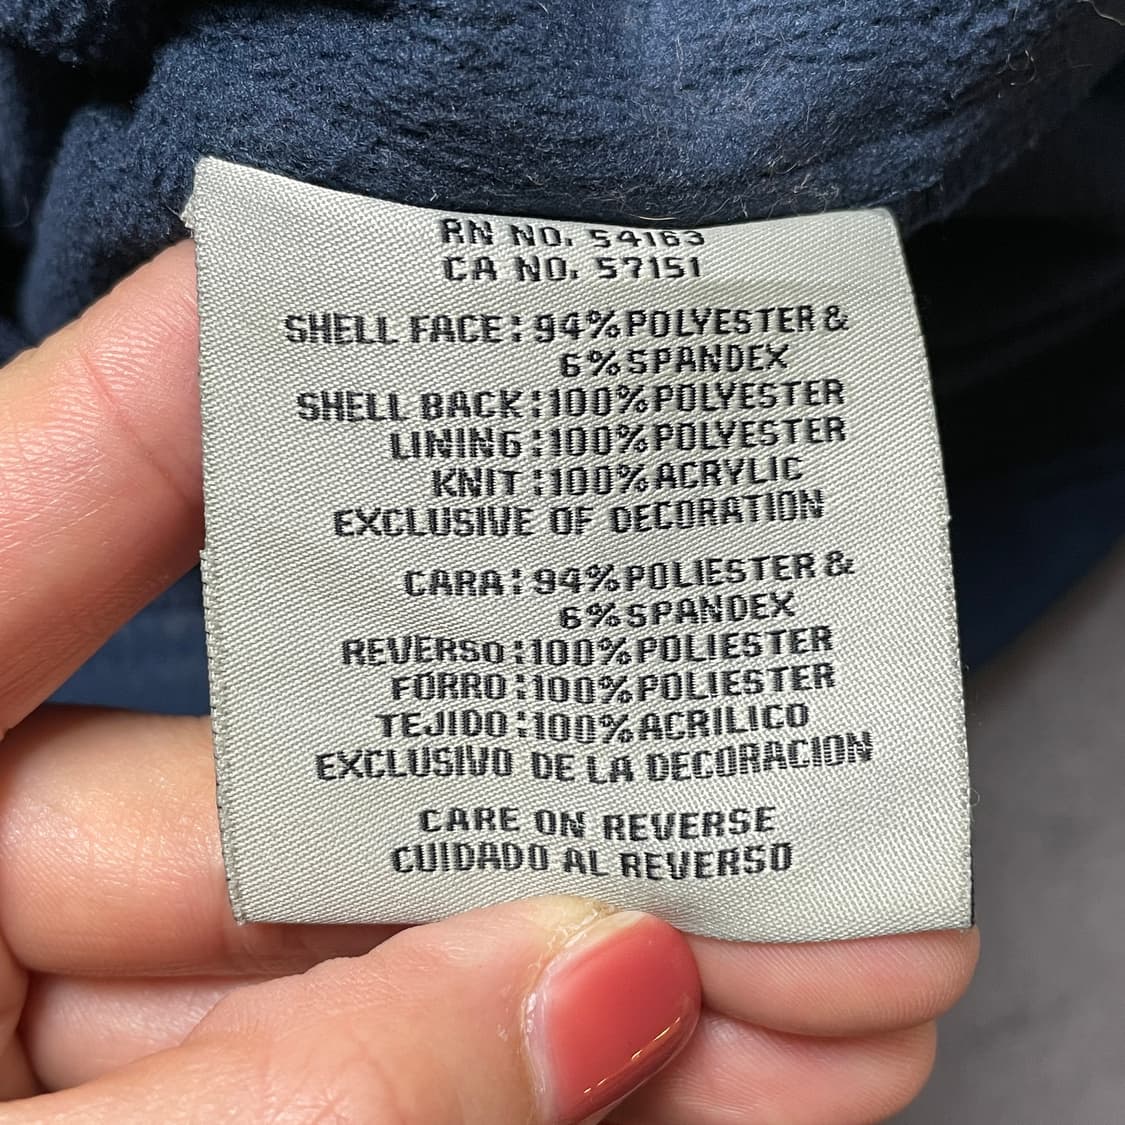 RN NO. 54163
CA NO. 57151
SHELL FACE: 94% POLYESTER &
6% SPANDEX
SHELL BACK: 100% POLYESTER
LINING: 100% POLYESTER
KNIT: 100% ACRYLIC
EXCLUSIVE OF DECORATION
CARA: 94% POLIESTER &
6% SPANDEX
REVERSO: 100% POLIESTER
FORRO: 100% POLIESTER
TEJIDO: 100% ACRILICO
EXCLUSIVO DE LA DECORACION
CARE ON REVERSE
CUIDADO AL REVERSO